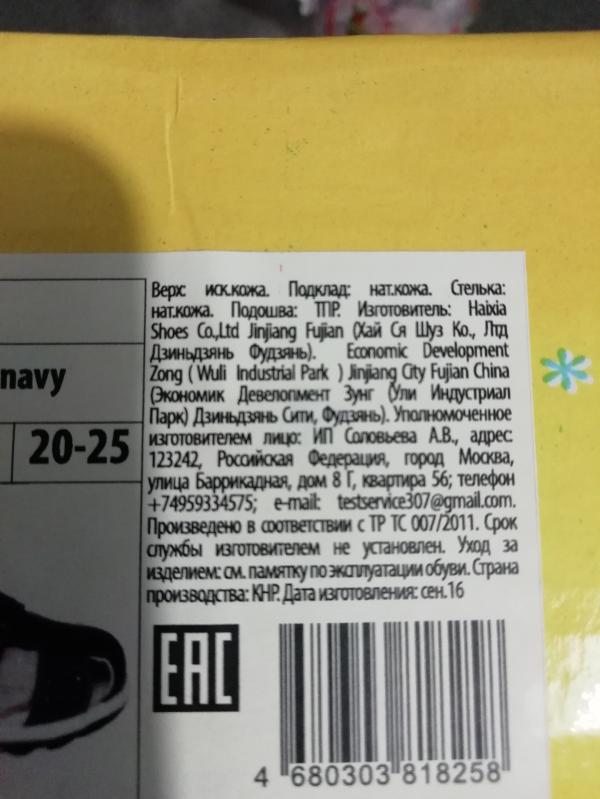 Верх иск.кожа. Подклад: нат.кожа. Стелька:
нат.кожа. Подошва: ТПР. Изготовитель: Haixia
Shoes Co.,Ltd Jinjiang Fujian (Хай Ся Шуз Ко., Лтд
Дзиньдзянь Фудзянь). Economic Development
Zong ( Wuli Industrial Park ) Jinjiang City Fujian China
(Экономик Девелопмент Зунг (Ули Индустриал
Парк) Дзиньдзянь Сити, Фудзянь). Уполномоченное
изготовителем лицо: ИП Соловьева А.В., адрес:
123242, Российская Федерация, город Москва,
улица Баррикадная, дом 8 Г, квартира 56; телефон
+74959334575; e-mail: testservice307@gmail.com.
Произведено в соответствии с ТР ТС 007/2011. Срок
службы изготовителем не установлен. Уход за
изделием: см. памятку по эксплуатации обуви. Страна
производства: КНР. Дата изготовления: сен.16
navy
20-25
EAC
4 680303 818258